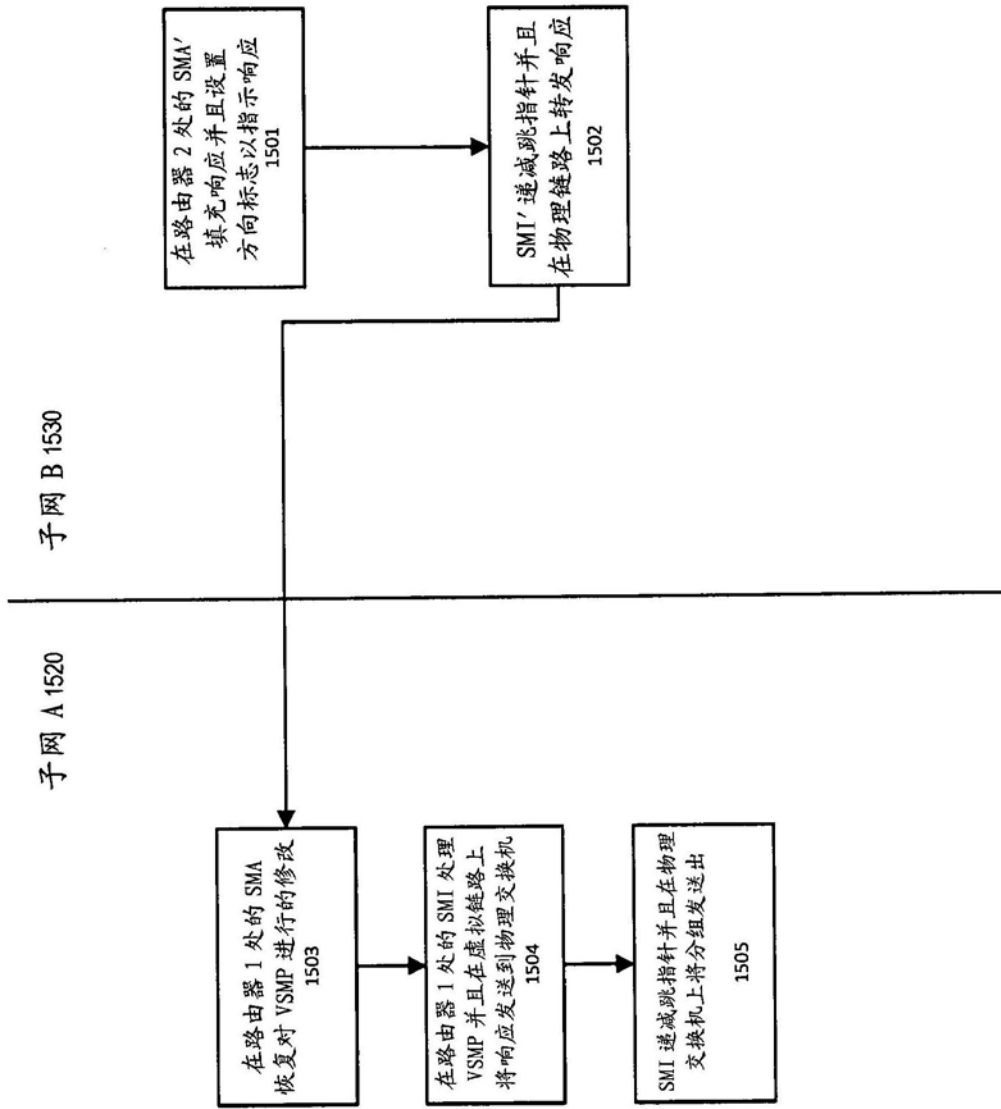 子网 A 1520
子网 B 1530
在路由器 2 处的 SMA′
填充响应并且设置
方向标志以指示响应
1501
SMI′ 递减跳指针并且
在物理链路上转发响应
1502
在路由器 1 处的 SMA
恢复对 VSMP 进行的修改
1503
在路由器 1 处的 SMI 处理
VSMP 并且在虚拟链路上
将响应发送到物理交换机
1504
SMI 递减跳指针并且在物理
交换机上将分组发送出
1505